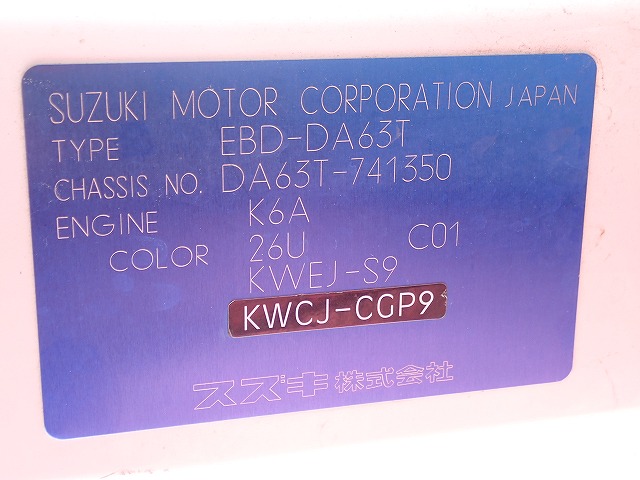 SUZUKI MOTOR CORPORATION JAPAN
TYPE EBD-DA63T
CHASSIS NO. DA63T-741350
ENGINE K6A
COLOR 26U C01
KWEJ-S9
KWCJ-CGP9
スズキ株式会社